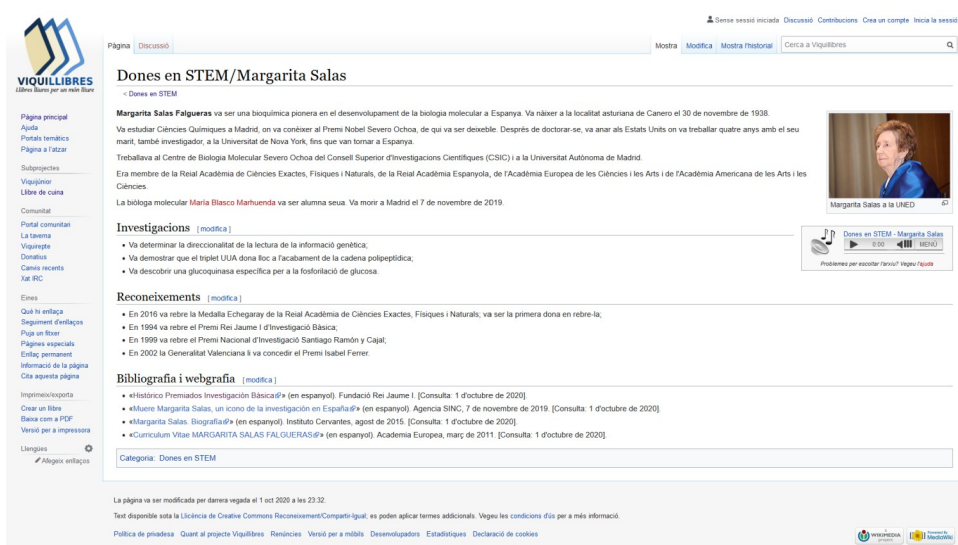 Sense sessió iniciada Discussió Contribucions Crea un compte Inicia la sessió
Pàgina Discussió Mostra Modifica Mostra l'historial Cerca a Viquillibres
VIQUILLIBRES
Llibres lliures per un món lliure
Pàgina principal
Ajuda
Portals temàtics
Pàgina a l'atzar
Subprojectes
Viquijúnior
Llibre de cuina
Comunitat
Portal comunitari
La taverna
Viquirepte
Donatius
Canvis recents
Xat IRC
Eines
Què hi enllaça
Seguiment d'enllaços
Puja un fitxer
Pàgines especials
Enllaç permanent
Informació de la pàgina
Cita aquesta pàgina
Imprimeix/exporta
Crear un llibre
Baixa com a PDF
Versió per a impressora
Llengües
Afegeix enllaços
Dones en STEM/Margarita Salas
< Dones en STEM
Margarita Salas Falgueras va ser una bioquímica pionera en el desenvolupament de la biologia molecular a Espanya. Va nàixer a la localitat asturiana de Canero el 30 de novembre de 1938.
Va estudiar Ciències Químiques a Madrid, on va conèixer al Premi Nobel Severo Ochoa, de qui va ser deixeble. Després de doctorar-se, va anar als Estats Units on va treballar quatre anys amb el seu
marit, també investigador, a la Universitat de Nova York, fins que van tornar a Espanya.
Treballava al Centre de Biologia Molecular Severo Ochoa del Consell Superior d'Investigacions Científiques (CSIC) i a la Universitat Autònoma de Madrid.
Era membre de la Reial Acadèmia de Ciències Exactes, Físiques i Naturals, de la Reial Acadèmia Espanyola, de l'Acadèmia Europea de les Ciències i les Arts i de l'Acadèmia Americana de les Arts i les
Ciències.
La biòloga molecular María Blasco Marhuenda va ser alumna seua. Va morir a Madrid el 7 de novembre de 2019.
Margarita Salas a la UNED
Dones en STEM - Margarita Salas
0:00 MENÚ
Problemes per escoltar l'arxiu? Vegeu l'ajuda
Investigacions [ modifica ]
• Va determinar la direccionalitat de la lectura de la informació genètica;
• Va demostrar que el triplet UUA dona lloc a l'acabament de la cadena polipeptídica;
• Va descobrir una glucoquinasa específica per a la fosforilació de glucosa.
Reconeixements [ modifica ]
• En 2016 va rebre la Medalla Echegaray de la Reial Acadèmia de Ciències Exactes, Físiques i Naturals; va ser la primera dona en rebre-la;
• En 1994 va rebre el Premi Rei Jaume I d'Investigació Bàsica;
• En 1999 va rebre el Premi Nacional d'Investigació Santiago Ramón y Cajal;
• En 2002 la Generalitat Valenciana li va concedir el Premi Isabel Ferrer.
Bibliografia i webgrafia [ modifica ]
• «Histórico Premiados Investigación Básica» (en espanyol). Fundació Rei Jaume I. [Consulta: 1 d'octubre de 2020].
• «Muere Margarita Salas, un icono de la investigación en España» (en espanyol). Agencia SINC, 7 de novembre de 2019. [Consulta: 1 d'octubre de 2020].
• «Margarita Salas. Biografía» (en espanyol). Instituto Cervantes, agost de 2015. [Consulta: 1 d'octubre de 2020].
• «Curriculum Vitae MARGARITA SALAS FALGUERAS» (en espanyol). Academia Europea, març de 2011. [Consulta: 1 d'octubre de 2020].
Categoria: Dones en STEM
La pàgina va ser modificada per darrera vegada el 1 oct 2020 a les 23:32.
Text disponible sota la Llicència de Creative Commons Reconeixement/Compartir-Igual; es poden aplicar termes addicionals. Vegeu les condicions d'ús per a més informació.
Política de privadesa Quant al projecte Viquillibres Renúncies Versió per a mòbils Desenvolupadors Estadístiques Declaració de cookies
A WIKIMEDIA project
Powered By MediaWiki